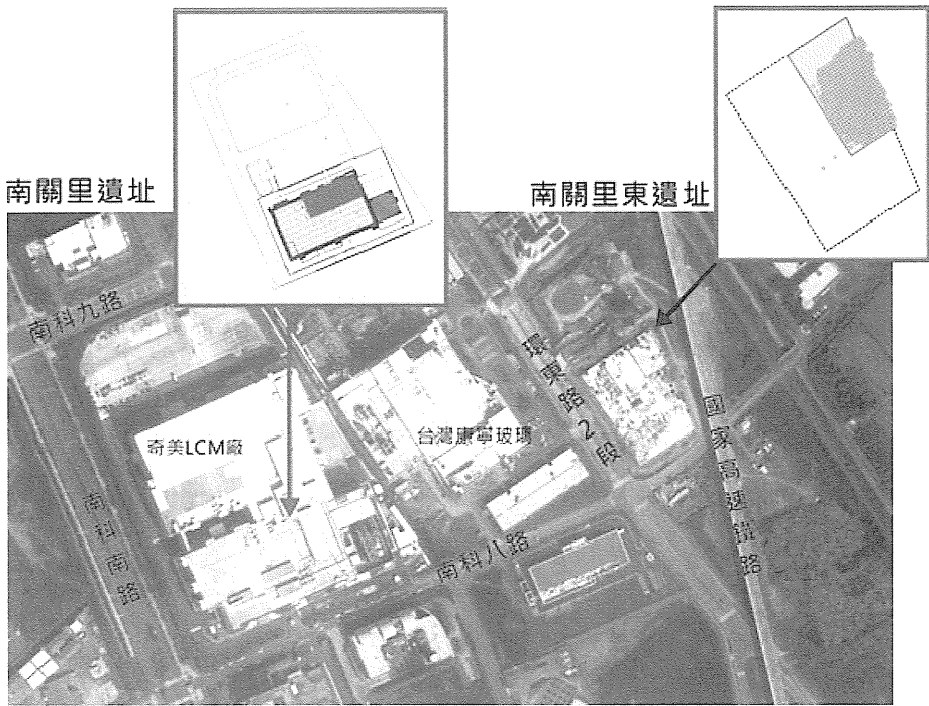 南關里遺址
南關里東遺址
南科九路
環東路2段
奇美LCM廠
台灣康寧玻璃
國家高速鐵路
南科南路
南科八路